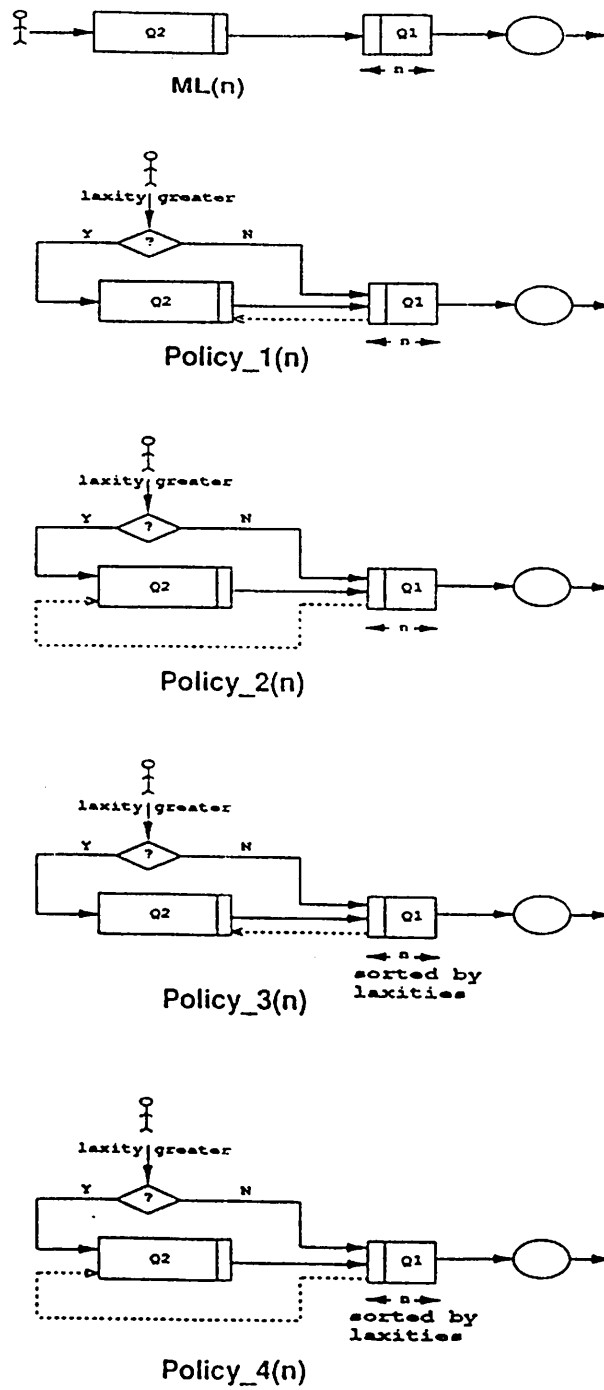 Q2 Q1
n
ML(n)
laxity greater
Y ? N
Q2 Q1
n
Policy_1(n)
laxity greater
Y ? N
Q2 Q1
n
Policy_2(n)
laxity greater
Y ? N
Q2 Q1
n
sorted by
laxities
Policy_3(n)
laxity greater
Y ? N
Q2 Q1
n
sorted by
laxities
Policy_4(n)